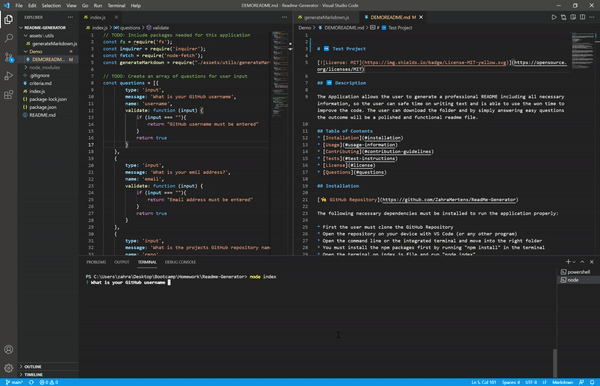 File Edit Selection View Go Run Terminal Help
DEMOREADME.md - Readme-Generator - Visual Studio Code
EXPLORER
README-GENERATOR
assets \ utils
generateMarkdown.js
Demo
DEMOREADME.... M
node_modules
.gitignore
criteria.md
index.js
package-lock.json
package.json
README.md
OUTLINE
TIMELINE
index.js
index.js > questions > validate
// TODO: Include packages needed for this application
const fs = require('fs');
const inquirer = require('inquirer');
const fetch = require('node-fetch');
const generateMarkdown = require("./assets/utils/generateMark
// TODO: Create an array of questions for user input
const questions = [{
type: 'input',
message: 'What is your GitHub username',
name: 'username',
validate: function (input) {
if (input === ""){
return "GitHub username must be entered"
}
return true
}
},
{
type: 'input',
message: 'What is your emil address?',
name: 'email',
validate: function (input) {
if (input === ""){
return "Email address must be entered"
}
return true
}
},
{
type: 'input',
message: 'What is the projects GitHub repository nam
generateMarkdown.js
DEMOREADME.md M
Demo > DEMOREADME.md
# Test Project
[![License: MIT](https://img.shields.io/badge/License-MIT-yellow.svg)](https://opensource.
org/licenses/MIT)
## Description
The Application allows the user to generate a professional README including all necessary
information, so the user can safe time on writing text and is able to use the won time to
improve the code. The user can download the folder and by simply answering easy questions
the outcome will be a polished and functional readme file.
## Table of Contents
* [Installation](#installation)
* [Usage](#usage-information)
* [Contributing](#contribution-guidelines)
* [Tests](#test-instructions)
* [License](#license)
* [Questions](#questions)
## Installation
[ GitHub Repository](https://github.com/ZahraMertens/ReadMe-Generator)
The following necessary dependencies must be installed to run the application properly:
* First the user must clone the GitHub Repository
* Open the repository on your device with VS Code (or any other program)
* Open the command line or the integrated terminal and move into the right folder
* You must install the npm packages first by running "npm install" in the terminal
* Open the terminal on index.js file and run "node index"
PROBLEMS OUTPUT TERMINAL DEBUG CONSOLE
PS C:\Users\zahra\Desktop\Bootcamp\Homework\Readme-Generator> node index
? What is your GitHub username
powershell
node
main*
0 0
Ln 5, Col 101 Spaces: 8 UTF-8 LF Markdown